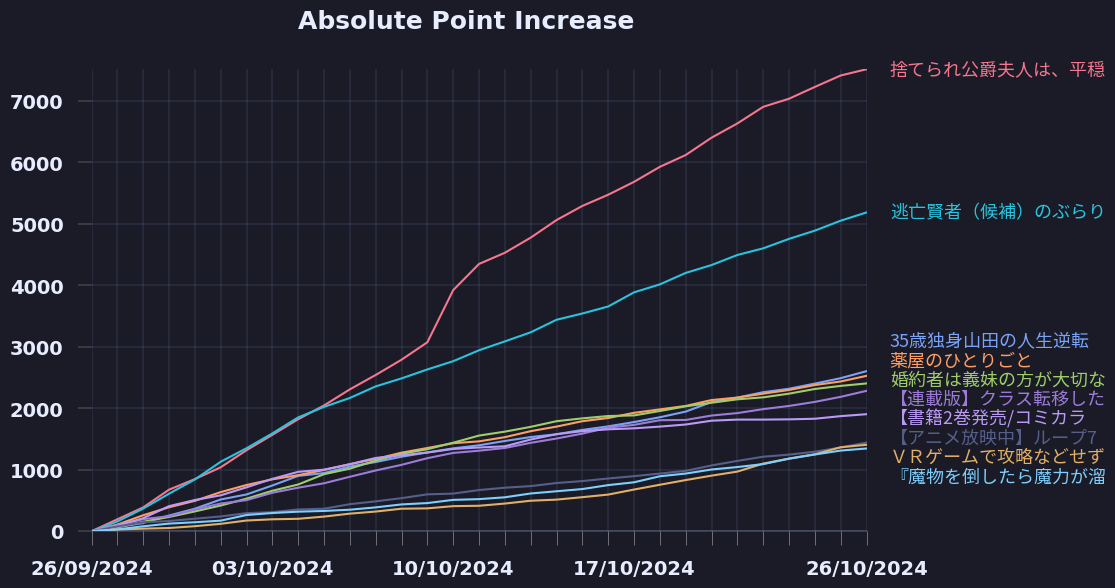 Absolute Point Increase
捨てられ公爵夫人は、平穏
7000
6000
逃亡賢者（候補）のぶらり
5000
4000
3000
35歳独身山田の人生逆転
薬屋のひとりごと
婚約者は義妹の方が大切な
【連載版】クラス転移した
2000
【書籍2巻発売/コミカラ
【アニメ放映中】ループ7
ＶＲゲームで攻略などせず
1000
『魔物を倒したら魔力が溜
0
26/09/2024
03/10/2024
10/10/2024
17/10/2024
26/10/2024